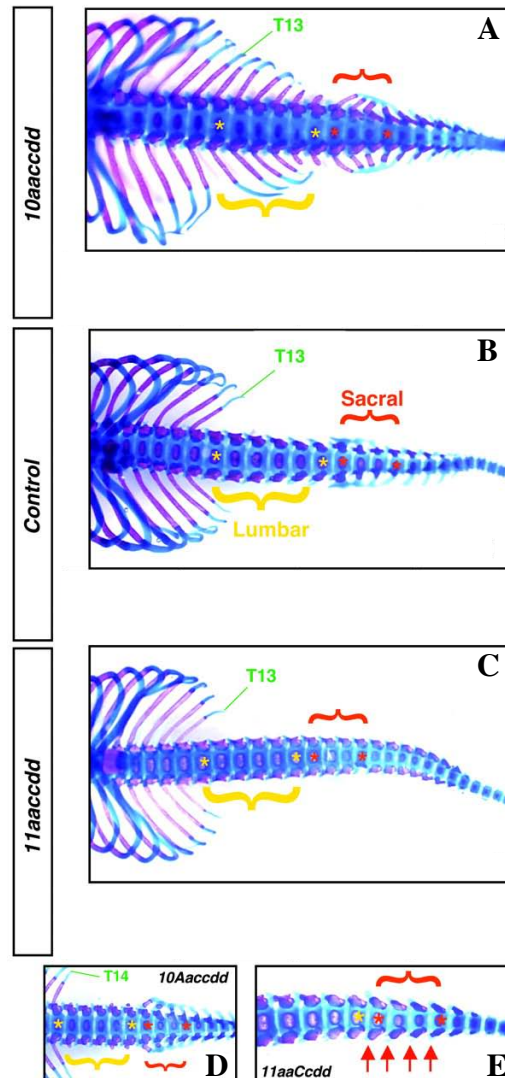 10aaccdd
A
T13
Control
B
T13
Sacral
Lumbar
11aaccdd
C
T13
T14
10Aaccdd
D
E
11aaCcdd